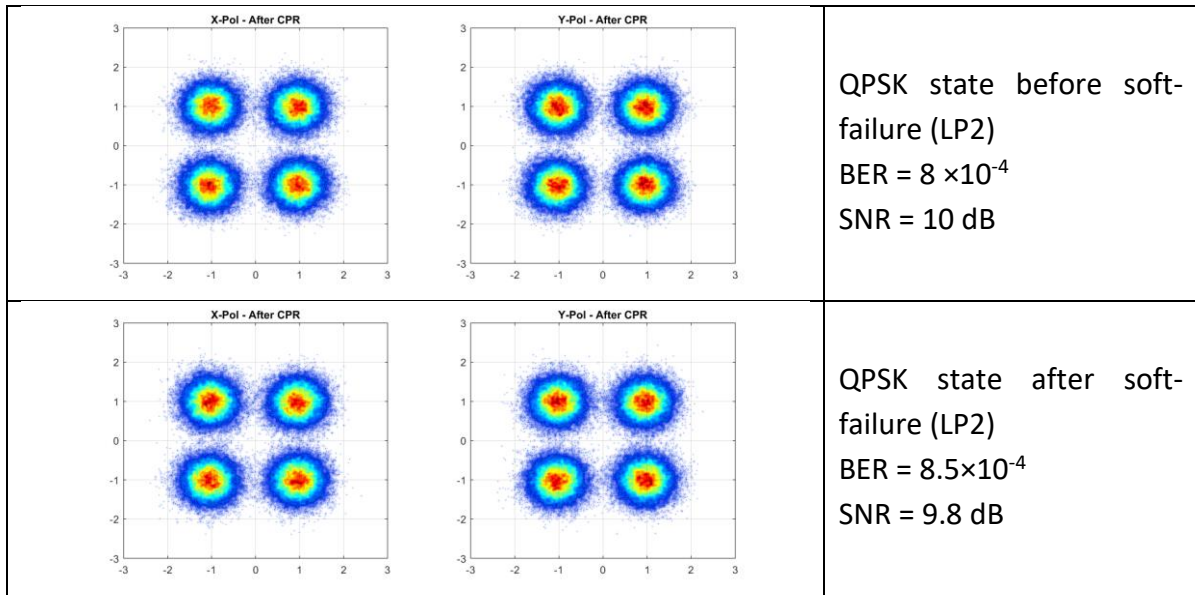 X-Pol - After CPR
3
2
1
0
-1
-2
-3
-3 -2 -1 0 1 2 3
Y-Pol - After CPR
3
2
1
0
-1
-2
-3
-3 -2 -1 0 1 2 3
QPSK state before soft-
failure (LP2)
BER = 8 ×10⁻⁴
SNR = 10 dB
X-Pol - After CPR
3
2
1
0
-1
-2
-3
-3 -2 -1 0 1 2 3
Y-Pol - After CPR
3
2
1
0
-1
-2
-3
-3 -2 -1 0 1 2 3
QPSK state after soft-
failure (LP2)
BER = 8.5×10⁻⁴
SNR = 9.8 dB